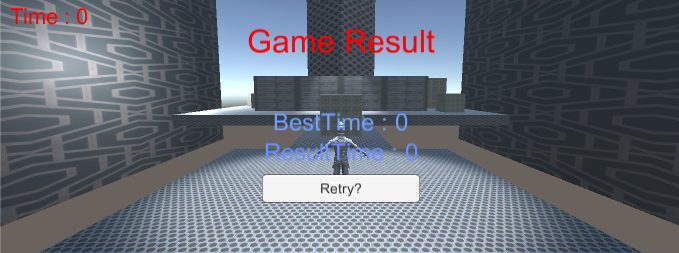 Time : 0
Game Result
BestTime : 0
ResultTime : 0
Retry?